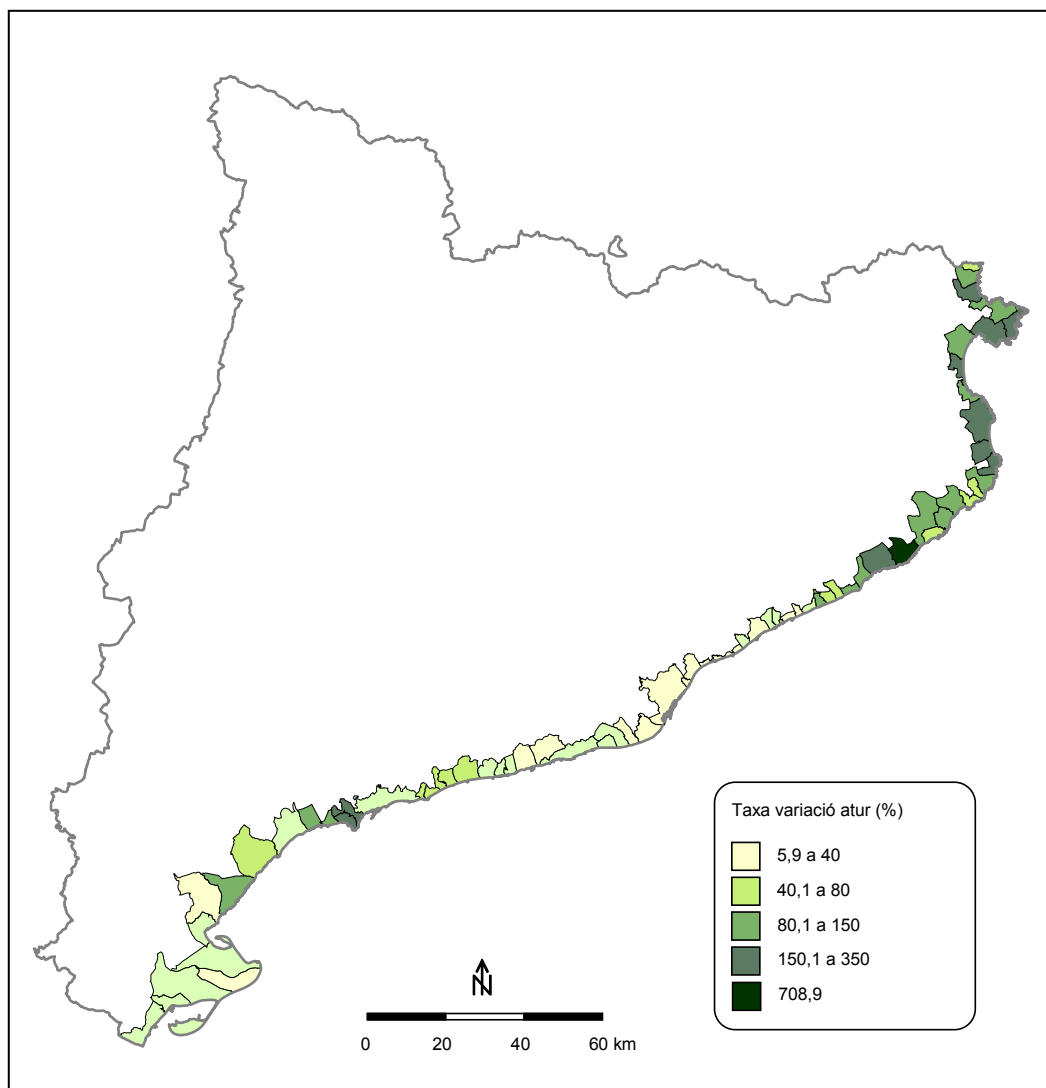 Taxa variació atur (%)
5,9 a 40
40,1 a 80
80,1 a 150
150,1 a 350
708,9
N
0 20 40 60 km